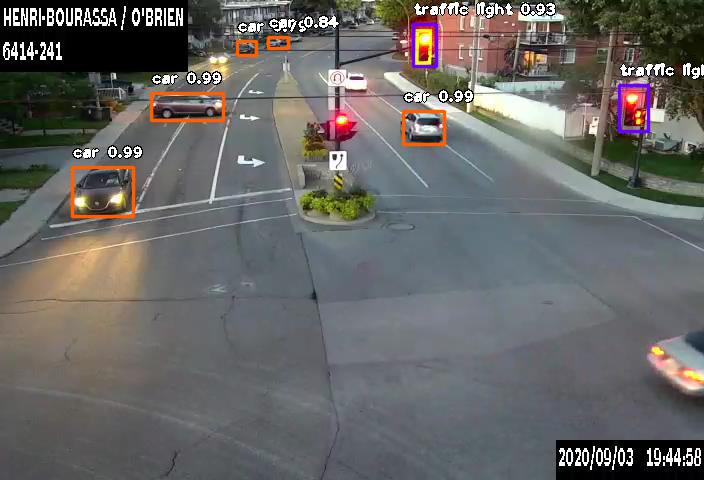 HENRI-BOURASSA / O'BRIEN
6414-241
traffic light 0.93
car 0.84
car 0.99
car 0.99
car 0.99
2020/09/03 19:44:58